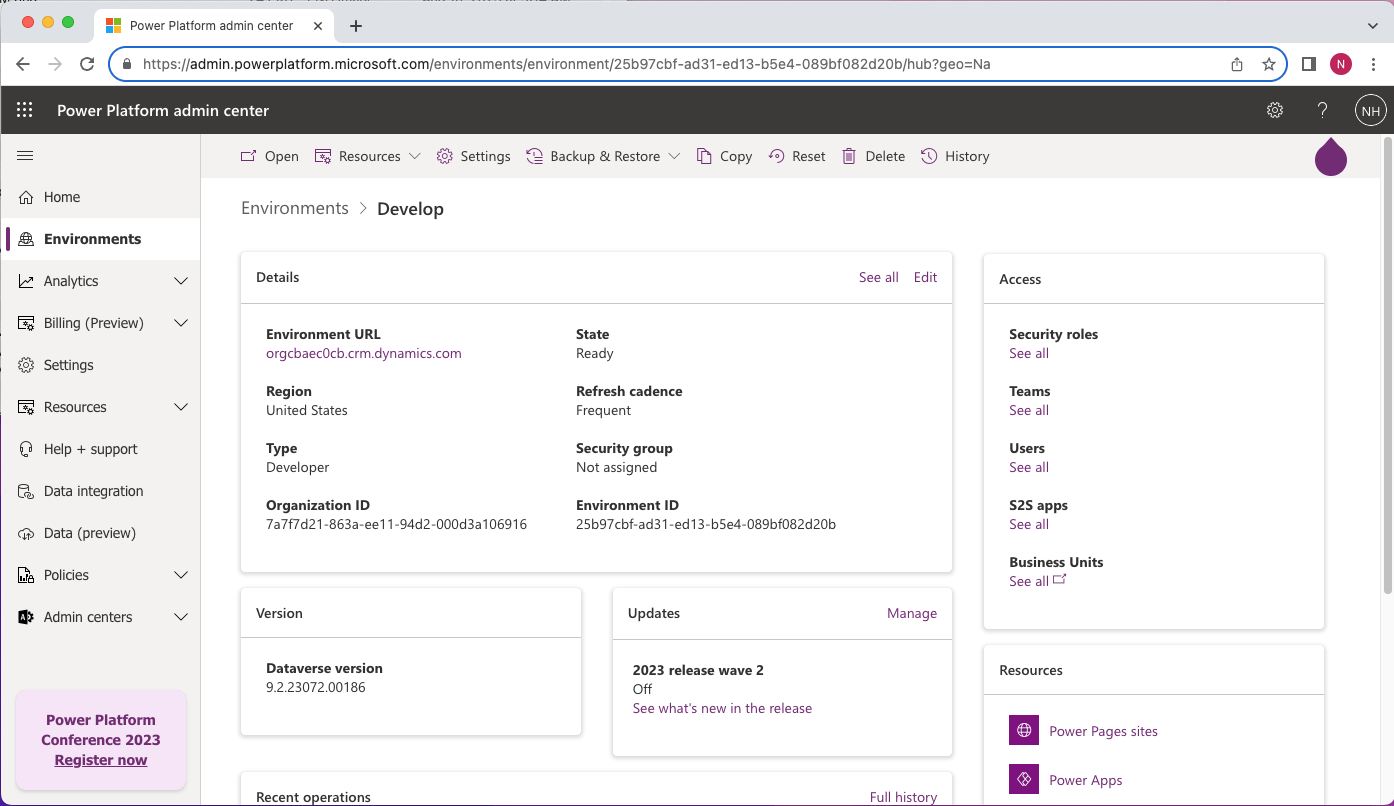 Power Platform admin center
https://admin.powerplatform.microsoft.com/environments/environment/25b97cbf-ad31-ed13-b5e4-089bf082d20b/hub?geo=Na
N
Power Platform admin center
?
NH
Open
Resources
Settings
Backup & Restore
Copy
Reset
Delete
History
Home
Environments
Analytics
Billing (Preview)
Settings
Resources
Help + support
Data integration
Data (preview)
Policies
Admin centers
Power Platform
Conference 2023
Register now
Environments > Develop
Details
See all
Edit
Environment URL
orgcbaec0cb.crm.dynamics.com
State
Ready
Region
United States
Refresh cadence
Frequent
Type
Developer
Security group
Not assigned
Organization ID
7a7f7d21-863a-ee11-94d2-000d3a106916
Environment ID
25b97cbf-ad31-ed13-b5e4-089bf082d20b
Version
Dataverse version
9.2.23072.00186
Updates
Manage
2023 release wave 2
Off
See what's new in the release
Recent operations
Full history
Access
Security roles
See all
Teams
See all
Users
See all
S2S apps
See all
Business Units
See all
Resources
Power Pages sites
Power Apps